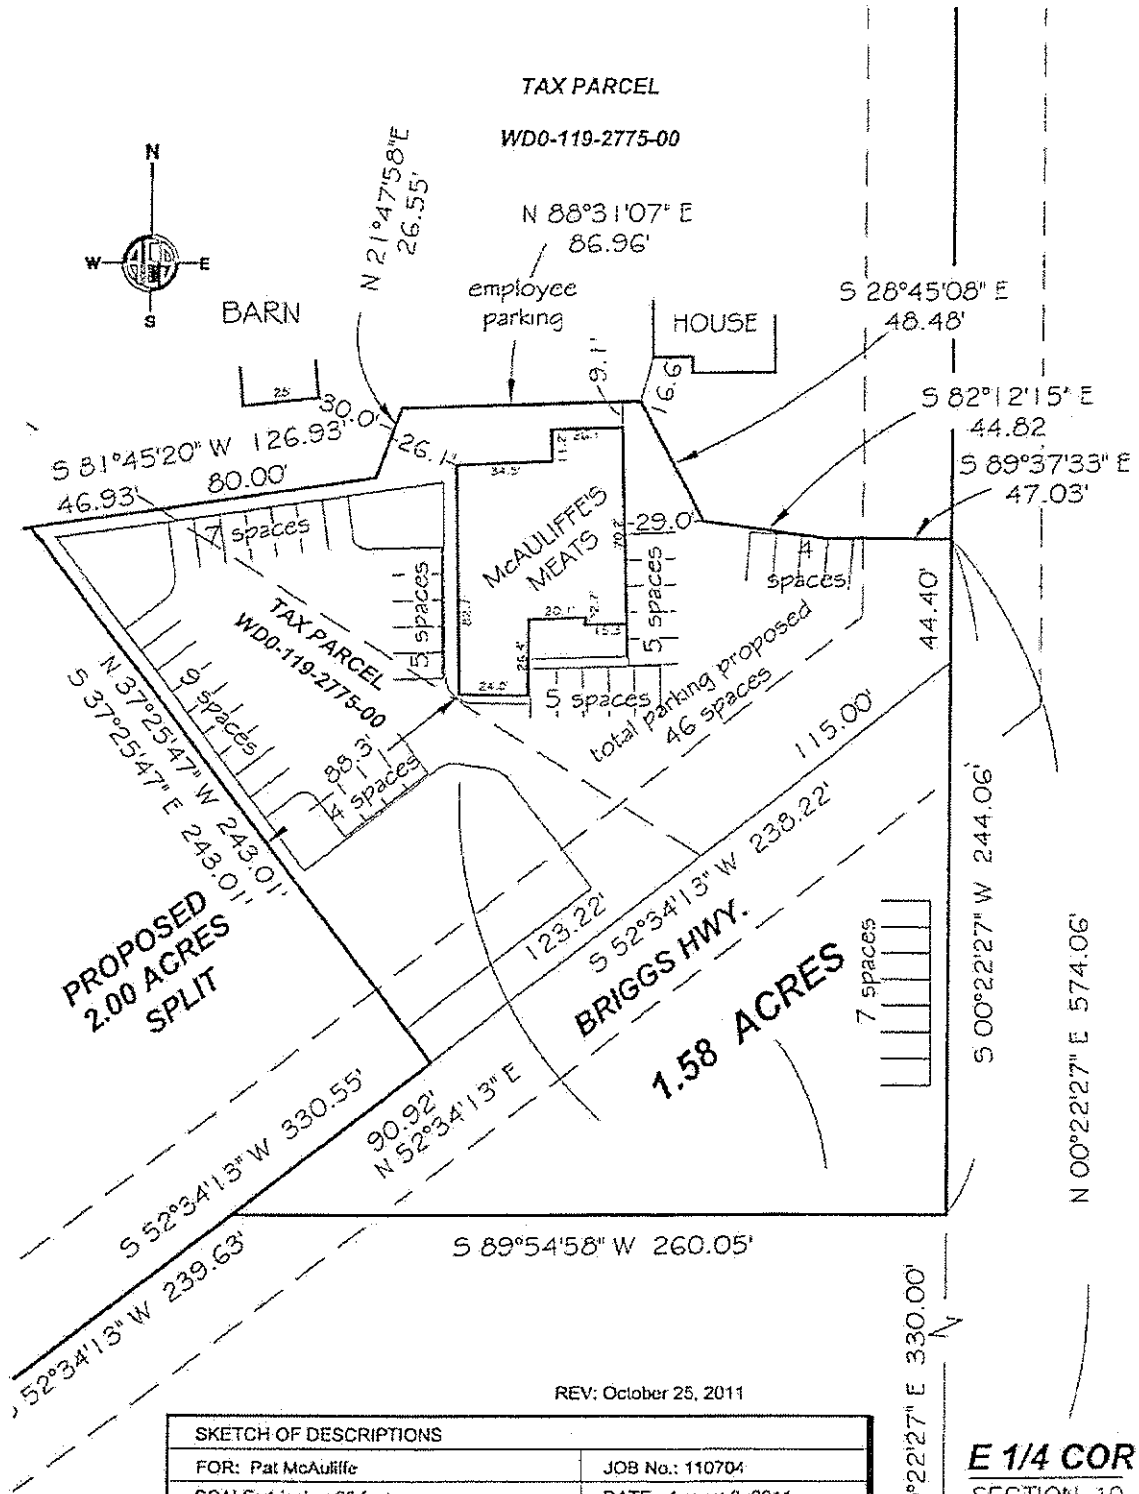 TAX PARCEL
WD0-119-2775-00
N 21°47'58"E
26.55'
N 88°31'07" E
86.96'
N
W
E
S
BARN
25'
employee
parking
HOUSE
S 28°45'08" E
48.48'
9.1'
16.6'
S 82°12'15" E
44.82
S 89°37'33" E
47.03'
30.0'
26.1'
S 81°45'20" W 126.93'
46.93'
80.00'
34.5'
29.0'
7 spaces
McAULIFFE'S
MEATS
4
spaces
5 spaces
5 spaces
20.1'
24.0'
26.4'
5 spaces
TAX PARCEL
WD0-119-2775-00
total parking proposed
46 spaces
44.40'
9 spaces
88.3'
4 spaces
115.00'
N 37°25'47" W 243.01'
S 37°25'47" E 243.01'
S 52°34'13" W 238.22'
123.22'
BRIGGS HWY.
S 00°22'27" W 244.06'
N 00°22'27" E 574.06'
PROPOSED
2.00 ACRES
SPLIT
1.58 ACRES
7 spaces
S 52°34'13" W 330.55'
90.92'
N 52°34'13" E
52°34'13" W 239.63'
S 89°54'58" W 260.05'
°22'27" E 330.00'
REV: October 25, 2011
SKETCH OF DESCRIPTIONS
FOR: Pat McAuliffe
JOB No.: 110704
E 1/4 COR
SECTION 19